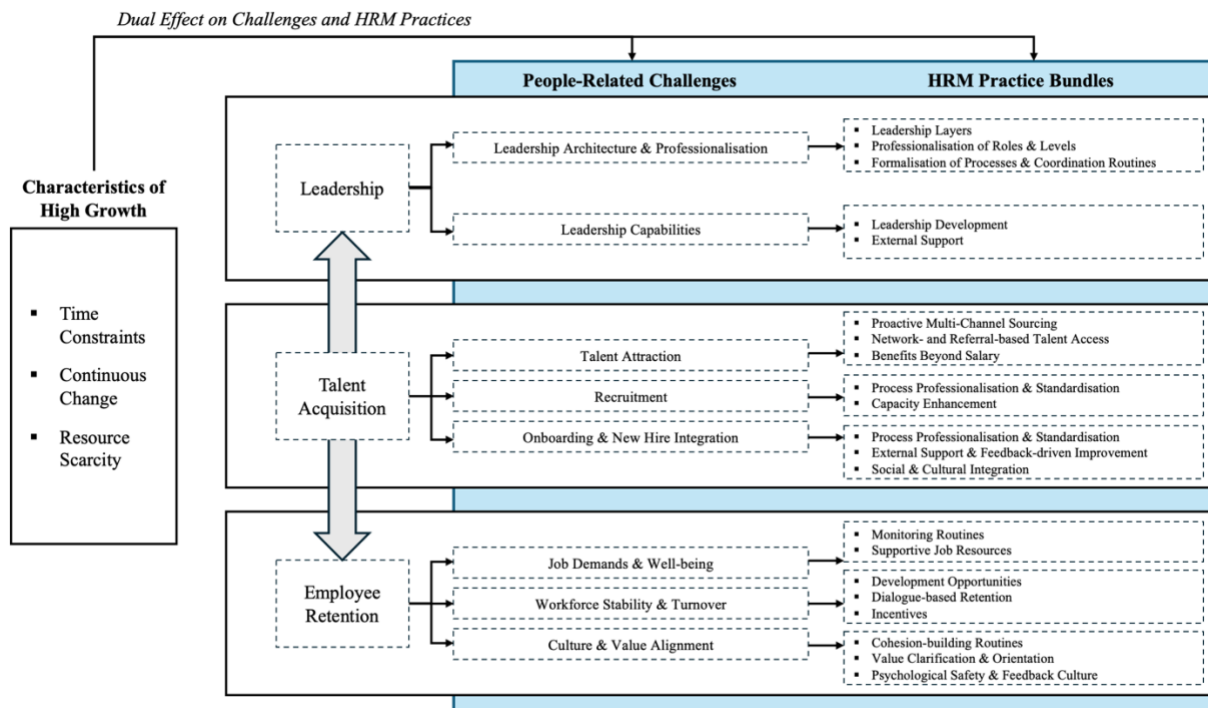 Dual Effect on Challenges and HRM Practices
People-Related Challenges
HRM Practice Bundles
Characteristics of
High Growth
▪ Time
Constraints
▪ Continuous
Change
▪ Resource
Scarcity
Leadership
Leadership Architecture & Professionalisation
▪ Leadership Layers
▪ Professionalisation of Roles & Levels
▪ Formalisation of Processes & Coordination Routines
Leadership Capabilities
▪ Leadership Development
▪ External Support
Talent
Acquisition
Talent Attraction
▪ Proactive Multi-Channel Sourcing
▪ Network- and Referral-based Talent Access
▪ Benefits Beyond Salary
Recruitment
▪ Process Professionalisation & Standardisation
▪ Capacity Enhancement
Onboarding & New Hire Integration
▪ Process Professionalisation & Standardisation
▪ External Support & Feedback-driven Improvement
▪ Social & Cultural Integration
Employee
Retention
Job Demands & Well-being
▪ Monitoring Routines
▪ Supportive Job Resources
Workforce Stability & Turnover
▪ Development Opportunities
▪ Dialogue-based Retention
▪ Incentives
Culture & Value Alignment
▪ Cohesion-building Routines
▪ Value Clarification & Orientation
▪ Psychological Safety & Feedback Culture